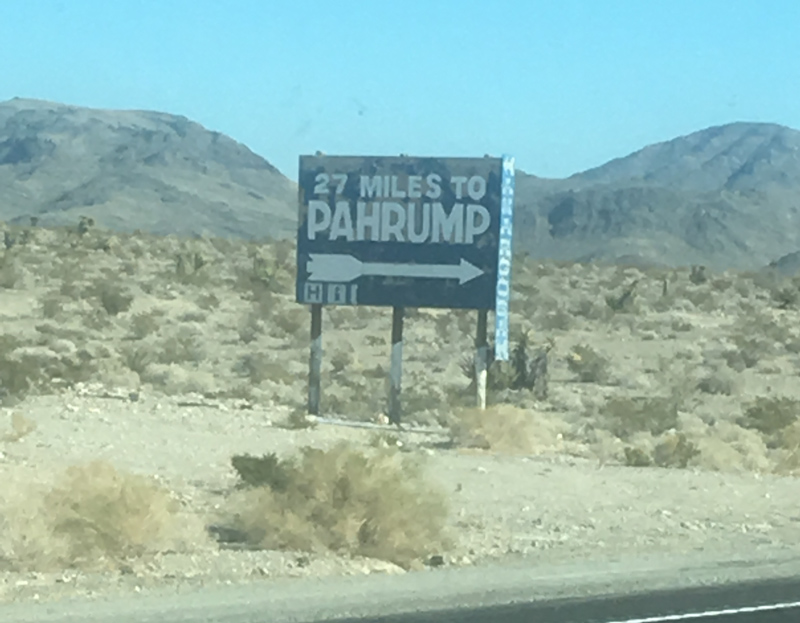 27 MILES TO
PAHRUMP
H